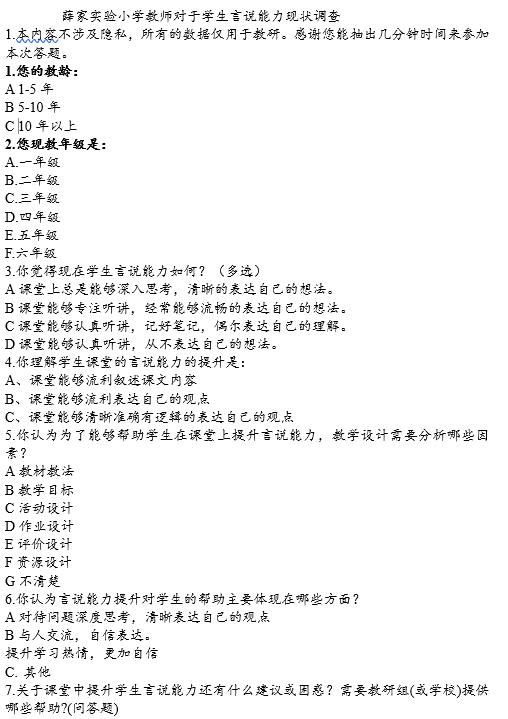 薛家实验小学教师对于学生言说能力现状调查
1.本内容不涉及隐私，所有的数据仅用于教研。感谢您能抽出几分钟时间来参加
本次答题。
1.您的教龄：
A 1-5 年
B 5-10 年
C 10 年以上
2.您现教年级是：
A.一年级
B.二年级
C.三年级
D.四年级
E.五年级
F.六年级
3.你觉得现在学生言说能力如何？（多选）
A 课堂上总是能够深入思考，清晰的表达自己的想法。
B 课堂能够专注听讲，经常能够流畅的表达自己的想法。
C 课堂能够认真听讲，记好笔记，偶尔表达自己的理解。
D 课堂能够认真听讲，从不表达自己的想法。
4.你理解学生课堂的言说能力的提升是：
A、课堂能够流利叙述课文内容
B、课堂能够流利表达自己的观点
C、课堂能够清晰准确有逻辑的表达自己的观点
5.你认为为了能够帮助学生在课堂上提升言说能力，教学设计需要分析哪些因
素？
A 教材教法
B 教学目标
C 活动设计
D 作业设计
E 评价设计
F 资源设计
G 不清楚
6.你认为言说能力提升对学生的帮助主要体现在哪些方面？
A 对待问题深度思考，清晰表达自己的观点
B 与人交流，自信表达。
提升学习热情，更加自信
C. 其他
7.关于课堂中提升学生言说能力还有什么建议或困惑？需要教研组(或学校)提供
哪些帮助?(问答题)